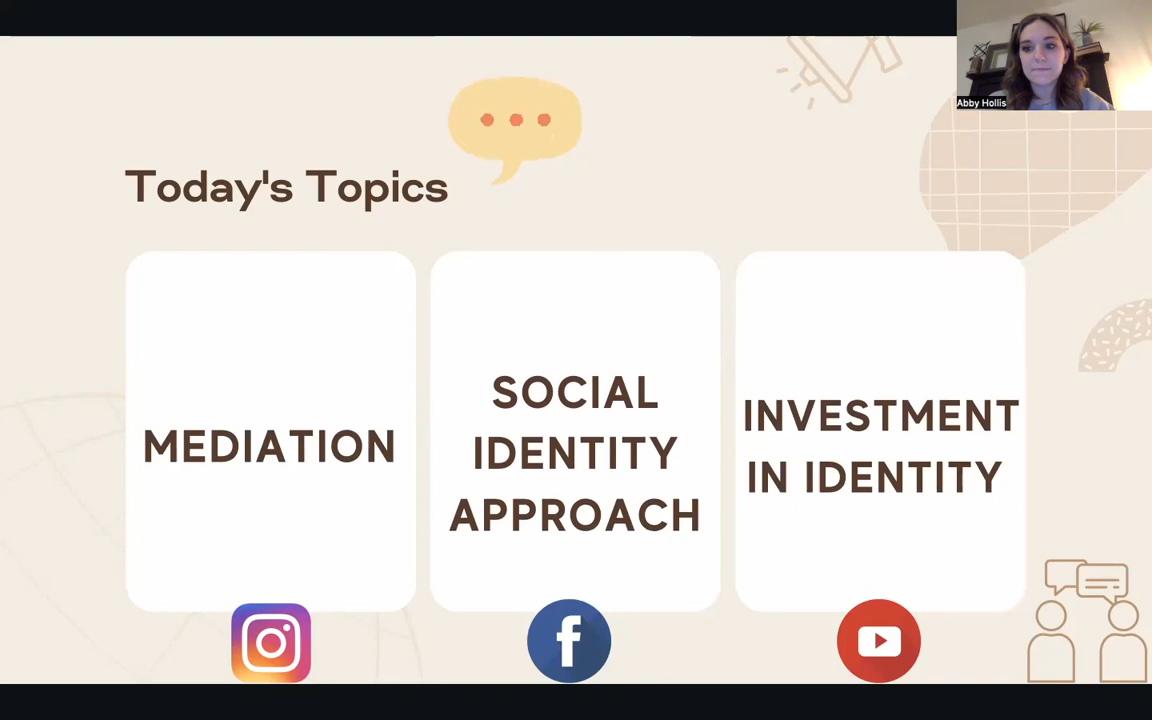 Abby Hollis
Today's Topics
MEDIATION
SOCIAL
IDENTITY
APPROACH
INVESTMENT
IN IDENTITY
f